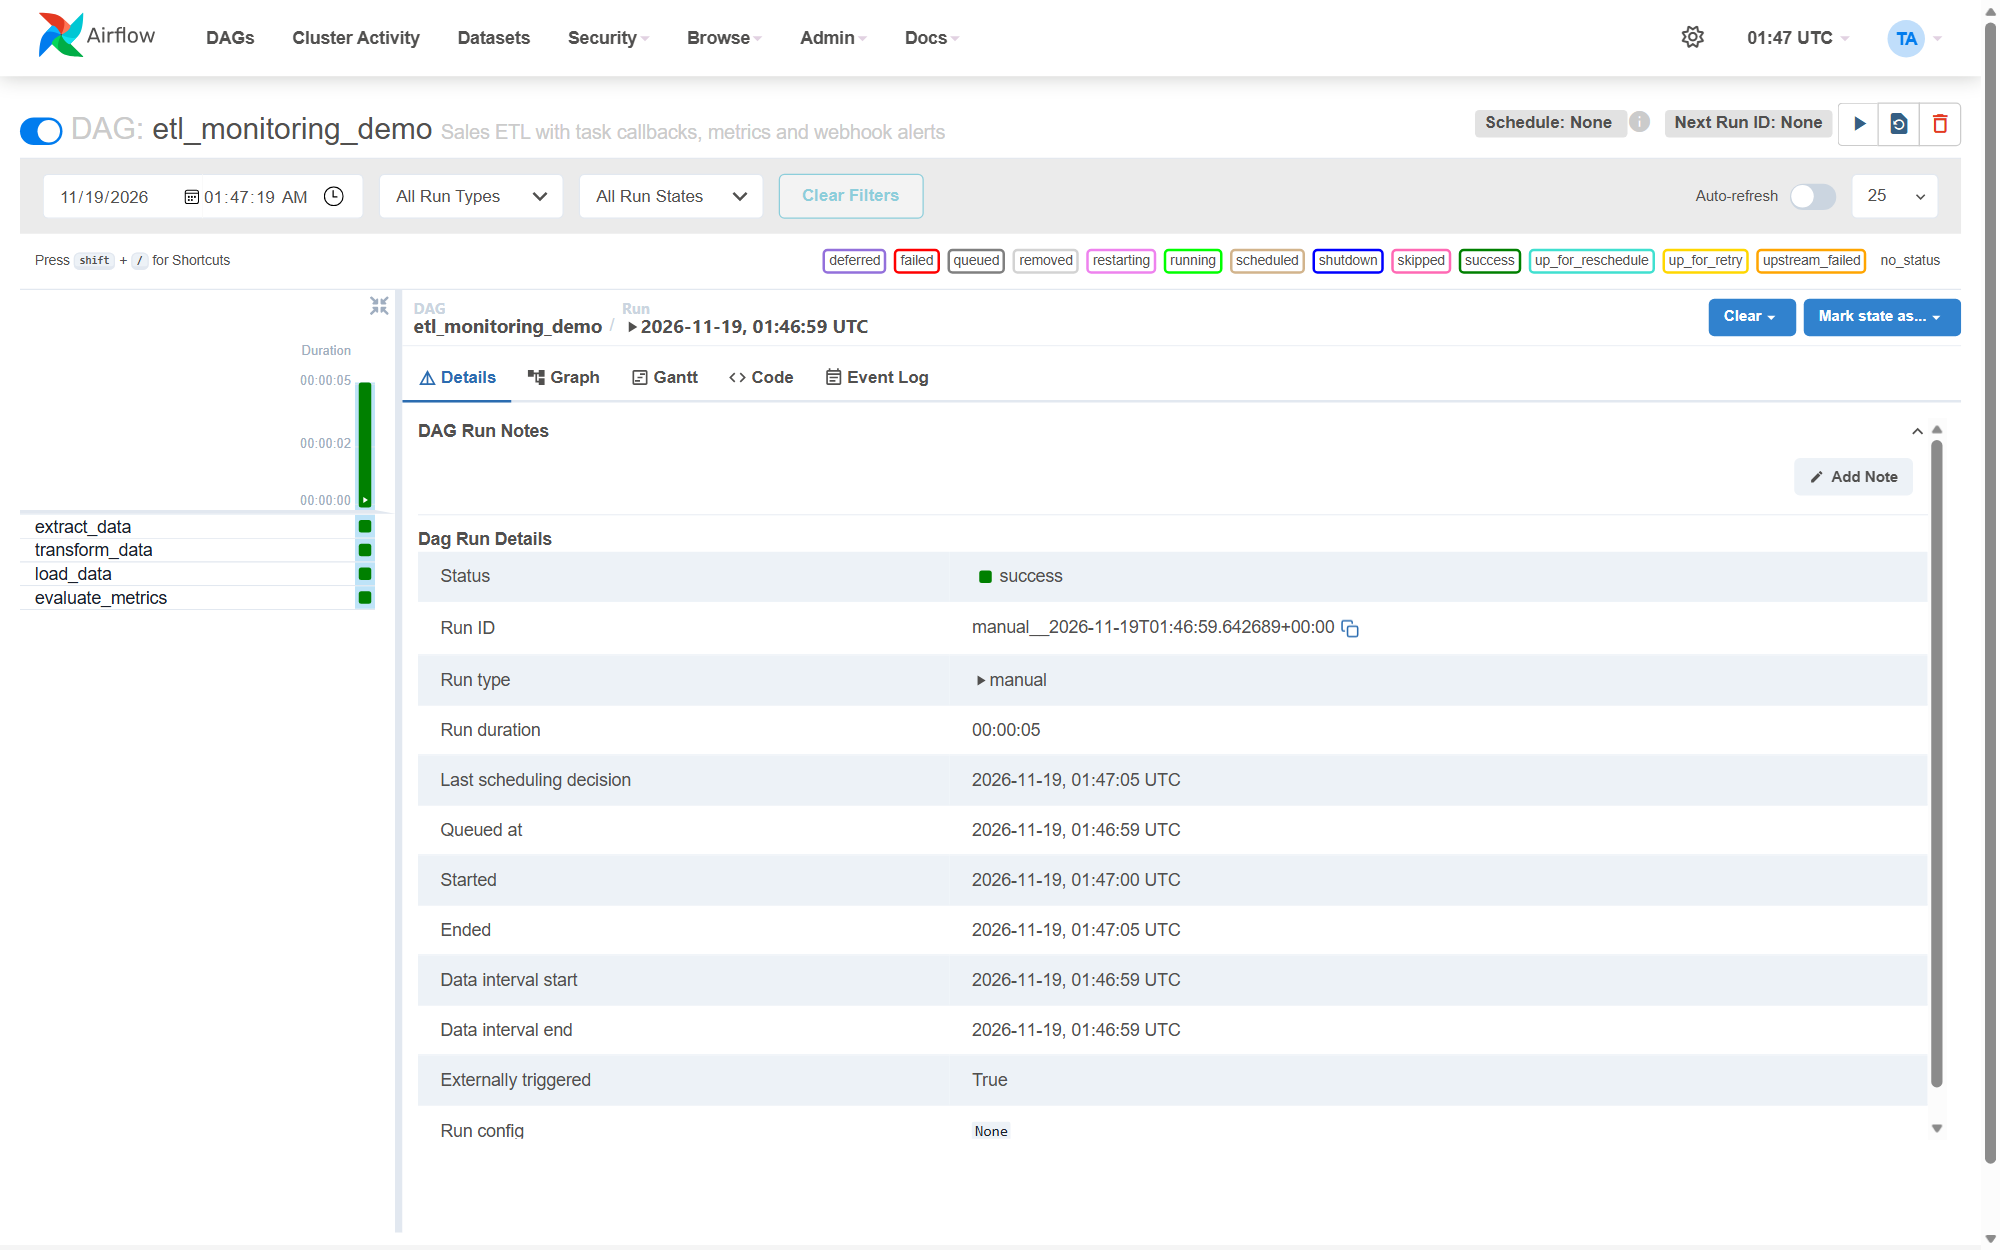 Airflow DAGs Cluster Activity Datasets Security Browse Admin Docs 01:47 UTC TA
DAG: etl_monitoring_demo Sales ETL with task callbacks, metrics and webhook alerts Schedule: None i Next Run ID: None
11/19/2026 01:47:19 AM All Run Types All Run States Clear Filters Auto-refresh 25
Press shift + / for Shortcuts deferred failed queued removed restarting running scheduled shutdown skipped success up_for_reschedule up_for_retry upstream_failed no_status
DAG Run
etl_monitoring_demo / 2026-11-19, 01:46:59 UTC Clear Mark state as...
Duration
00:00:05
00:00:02
00:00:00
extract_data
transform_data
load_data
evaluate_metrics
Details Graph Gantt Code Event Log
DAG Run Notes
Add Note
Dag Run Details
Status success
Run ID manual__2026-11-19T01:46:59.642689+00:00
Run type manual
Run duration 00:00:05
Last scheduling decision 2026-11-19, 01:47:05 UTC
Queued at 2026-11-19, 01:46:59 UTC
Started 2026-11-19, 01:47:00 UTC
Ended 2026-11-19, 01:47:05 UTC
Data interval start 2026-11-19, 01:46:59 UTC
Data interval end 2026-11-19, 01:46:59 UTC
Externally triggered True
Run config None